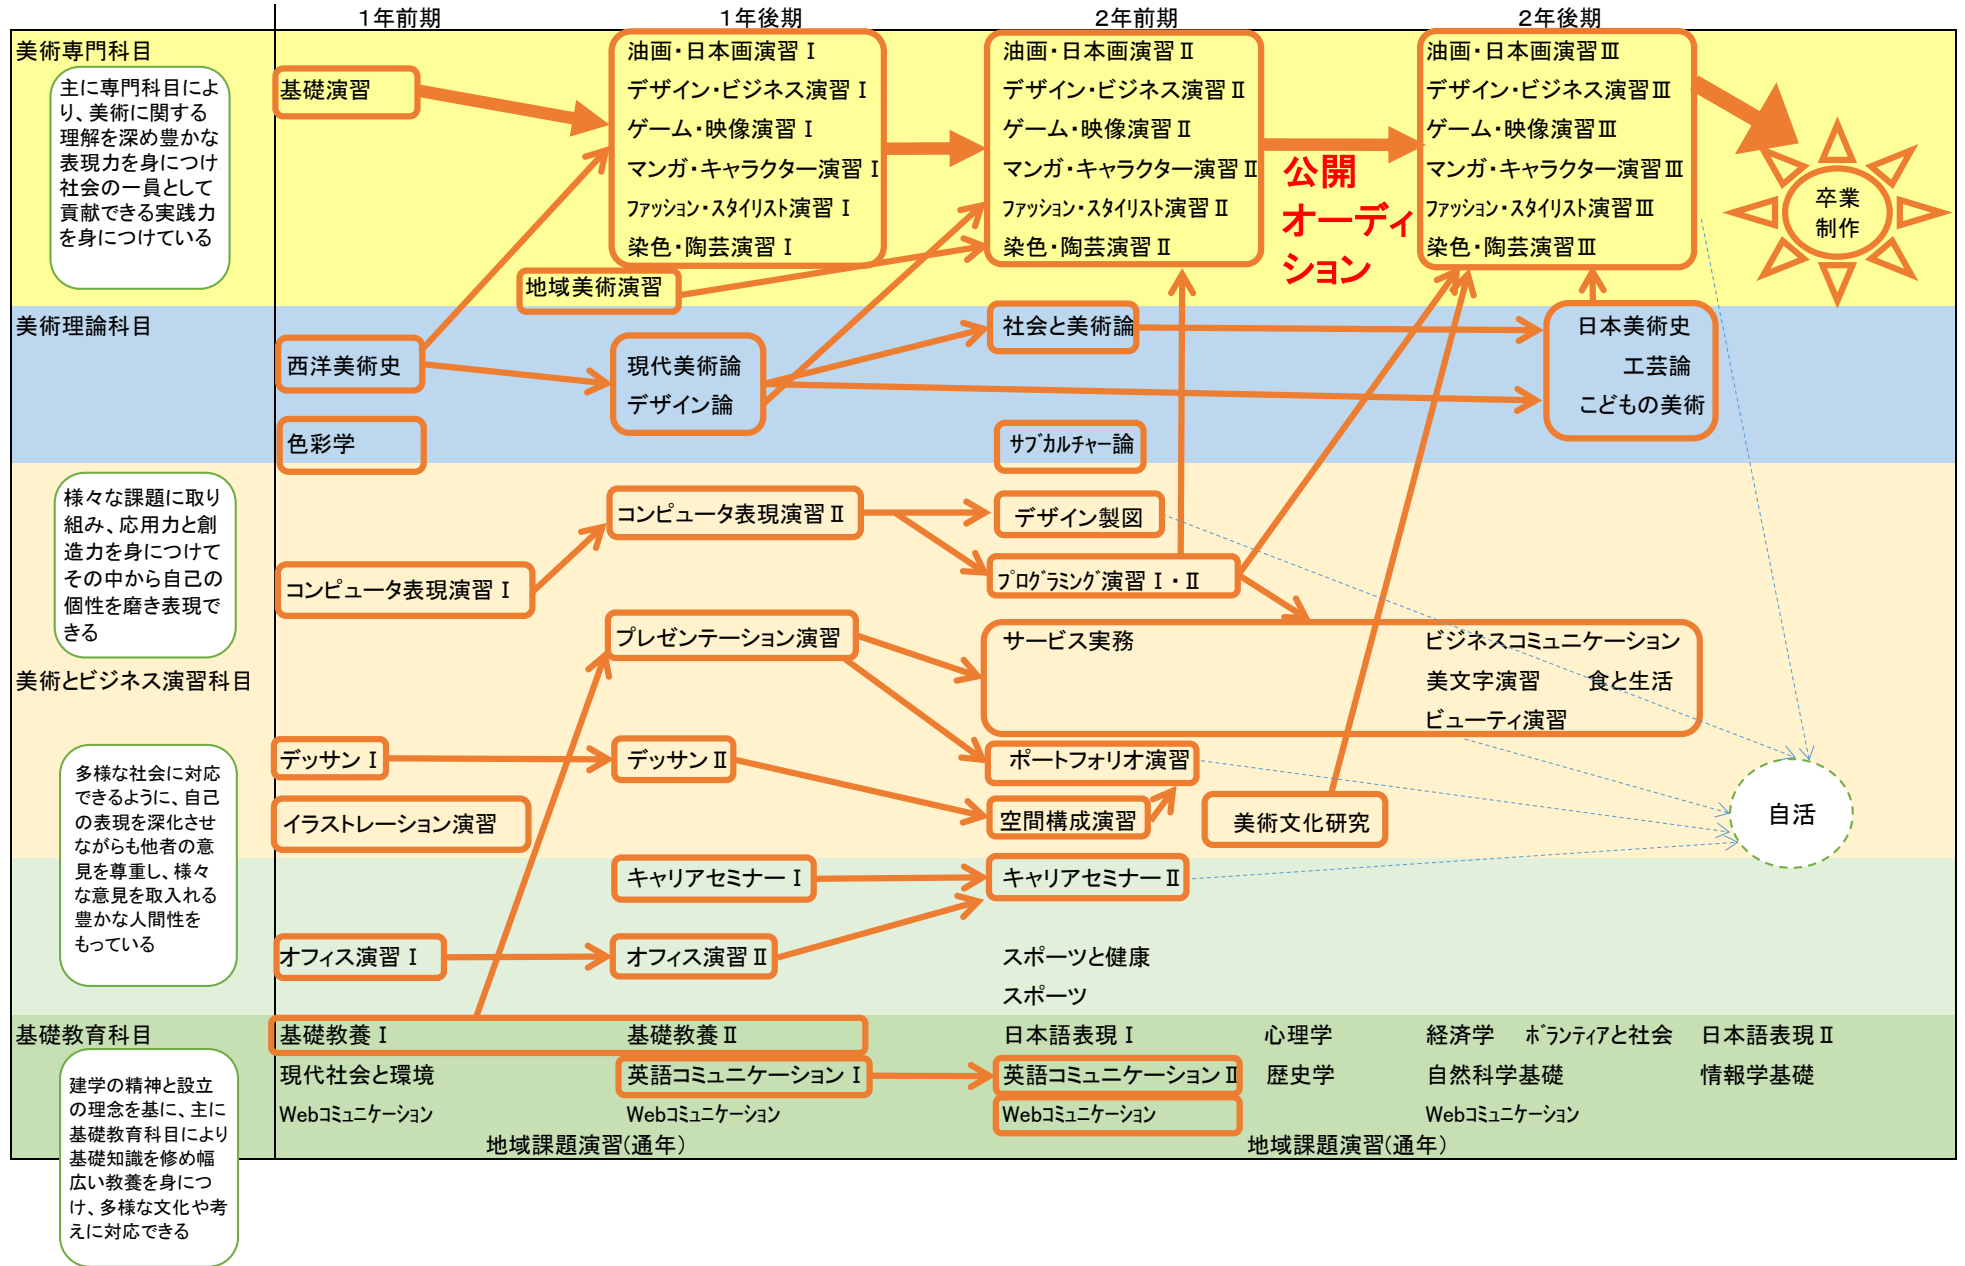 1年前期
1年後期
2年前期
2年後期
美術専門科目
主に専門科目によ
り、美術に関する
理解を深め豊かな
表現力を身につけ
社会の一員として
貢献できる実践力
を身につけている
基礎演習
油画・日本画演習Ⅰ
デザイン・ビジネス演習Ⅰ
ゲーム・映像演習Ⅰ
マンガ・キャラクター演習Ⅰ
ファッション・スタイリスト演習Ⅰ
染色・陶芸演習Ⅰ
地域美術演習
油画・日本画演習Ⅱ
デザイン・ビジネス演習Ⅱ
ゲーム・映像演習Ⅱ
マンガ・キャラクター演習Ⅱ
ファッション・スタイリスト演習Ⅱ
染色・陶芸演習Ⅱ
公開
オーディ
ション
油画・日本画演習Ⅲ
デザイン・ビジネス演習Ⅲ
ゲーム・映像演習Ⅲ
マンガ・キャラクター演習Ⅲ
ファッション・スタイリスト演習Ⅲ
染色・陶芸演習Ⅲ
卒業
制作
美術理論科目
西洋美術史
色彩学
現代美術論
デザイン論
社会と美術論
サブカルチャー論
日本美術史
工芸論
こどもの美術
様々な課題に取り
組み、応用力と創
造力を身につけて
その中から自己の
個性を磨き表現で
きる
美術とビジネス演習科目
コンピュータ表現演習Ⅰ
コンピュータ表現演習Ⅱ
デザイン製図
プログラミング演習Ⅰ・Ⅱ
プレゼンテーション演習
サービス実務
ビジネスコミュニケーション
美文字演習
食と生活
ビューティ演習
デッサンⅠ
デッサンⅡ
ポートフォリオ演習
イラストレーション演習
空間構成演習
美術文化研究
自活
多様な社会に対応
できるように、自己
の表現を深化させ
ながらも他者の意
見を尊重し、様々
な意見を取入れる
豊かな人間性を
もっている
キャリアセミナーⅠ
キャリアセミナーⅡ
オフィス演習Ⅰ
オフィス演習Ⅱ
スポーツと健康
スポーツ
基礎教育科目
建学の精神と設立
の理念を基に、主に
基礎教育科目により
基礎知識を修め幅
広い教養を身につ
け、多様な文化や考
えに対応できる
基礎教養Ⅰ
基礎教養Ⅱ
日本語表現Ⅰ
心理学
経済学
ボランティアと社会
日本語表現Ⅱ
現代社会と環境
英語コミュニケーションⅠ
英語コミュニケーションⅡ
歴史学
自然科学基礎
情報学基礎
Webコミュニケーション
Webコミュニケーション
Webコミュニケーション
Webコミュニケーション
地域課題演習(通年)
地域課題演習(通年)